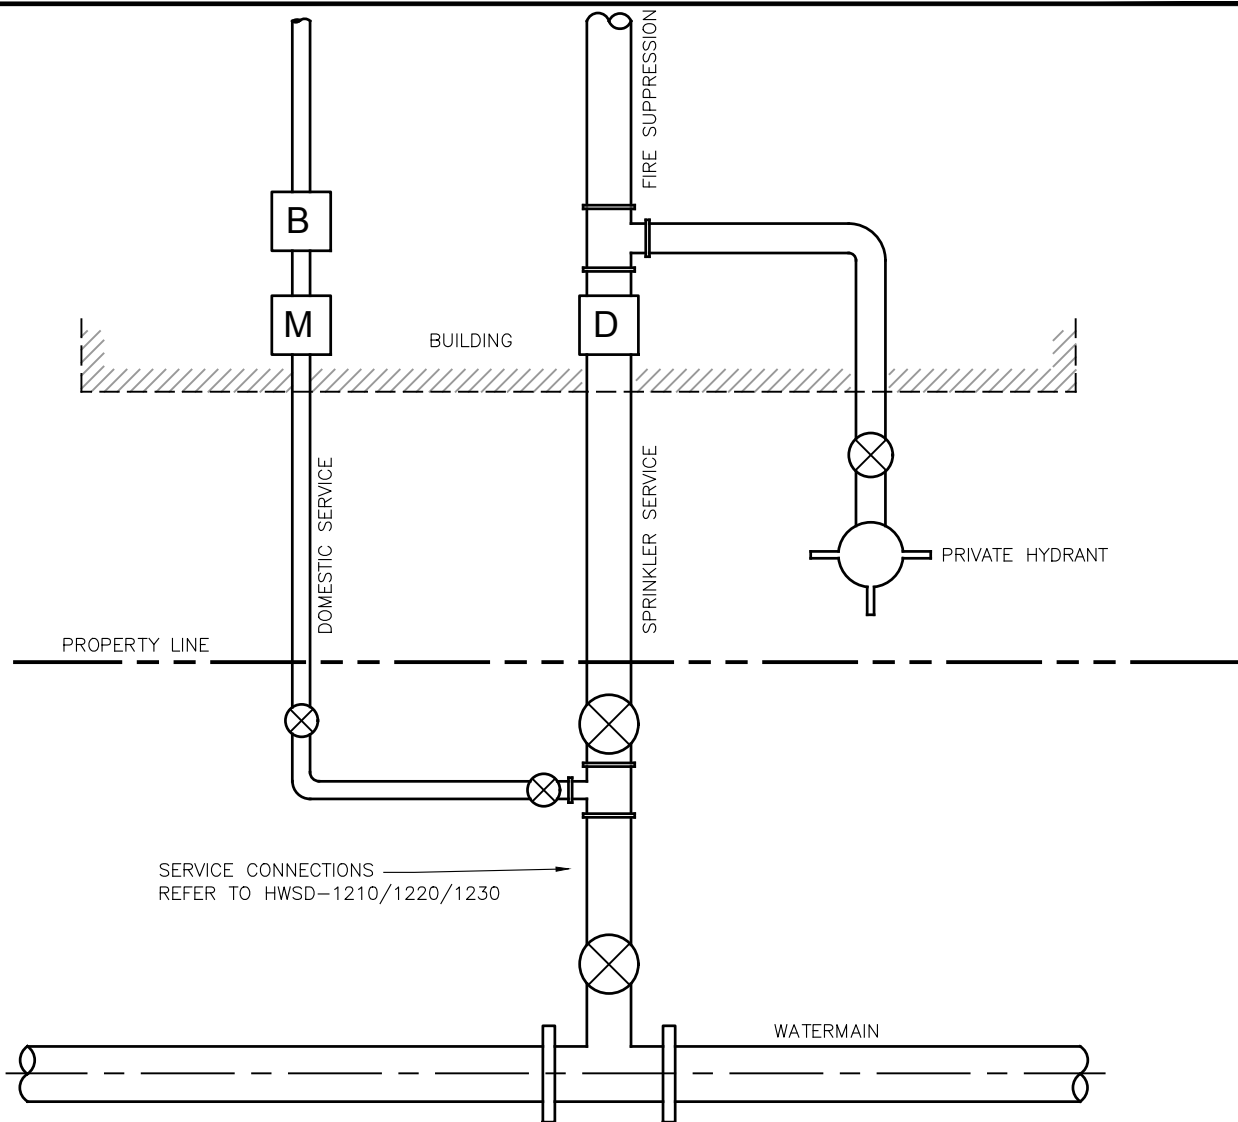 FIRE SUPPRESSION
B
M
D
BUILDING
DOMESTIC SERVICE
SPRINKLER SERVICE
PRIVATE HYDRANT
PROPERTY LINE
SERVICE CONNECTIONS
REFER TO HWSD-1210/1220/1230
WATERMAIN